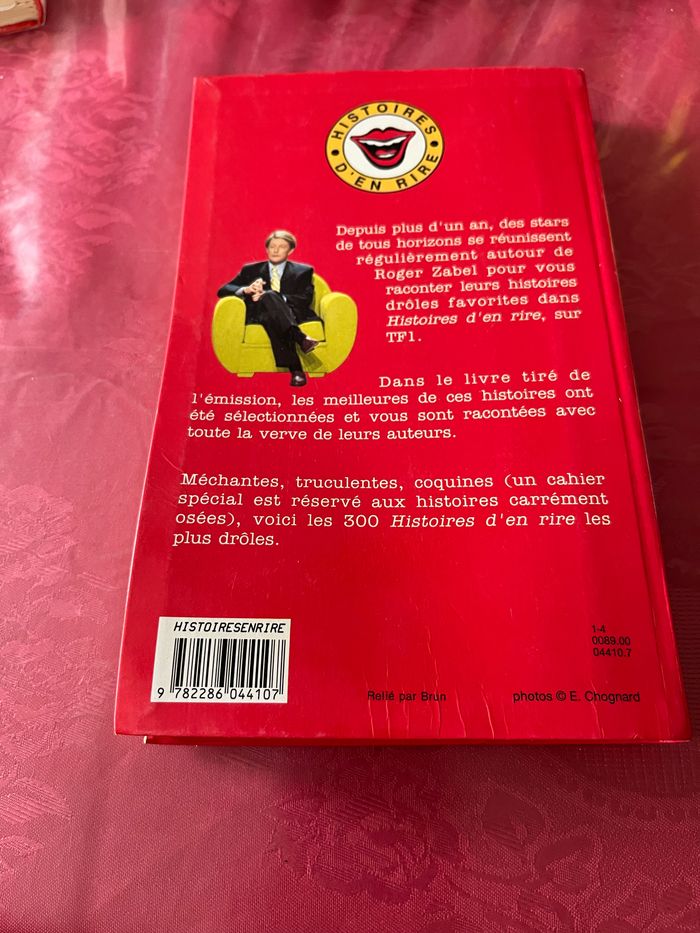 HISTOIRES
D'EN RIRE
Depuis plus d'un an, des stars
de tous horizons se réunissent
régulièrement autour de
Roger Zabel pour vous
raconter leurs histoires
drôles favorites dans
Histoires d'en rire, sur
TF1.
Dans le livre tiré de
l'émission, les meilleures de ces histoires ont
été sélectionnées et vous sont racontées avec
toute la verve de leurs auteurs.
Méchantes, truculentes, coquines (un cahier
spécial est réservé aux histoires carrément
osées), voici les 300 Histoires d'en rire les
plus drôles.
HISTOIRESENRIRE
9 782286 044107
Relié par Brun
photos © E. Chognard
1-4
0089.00
04410.7